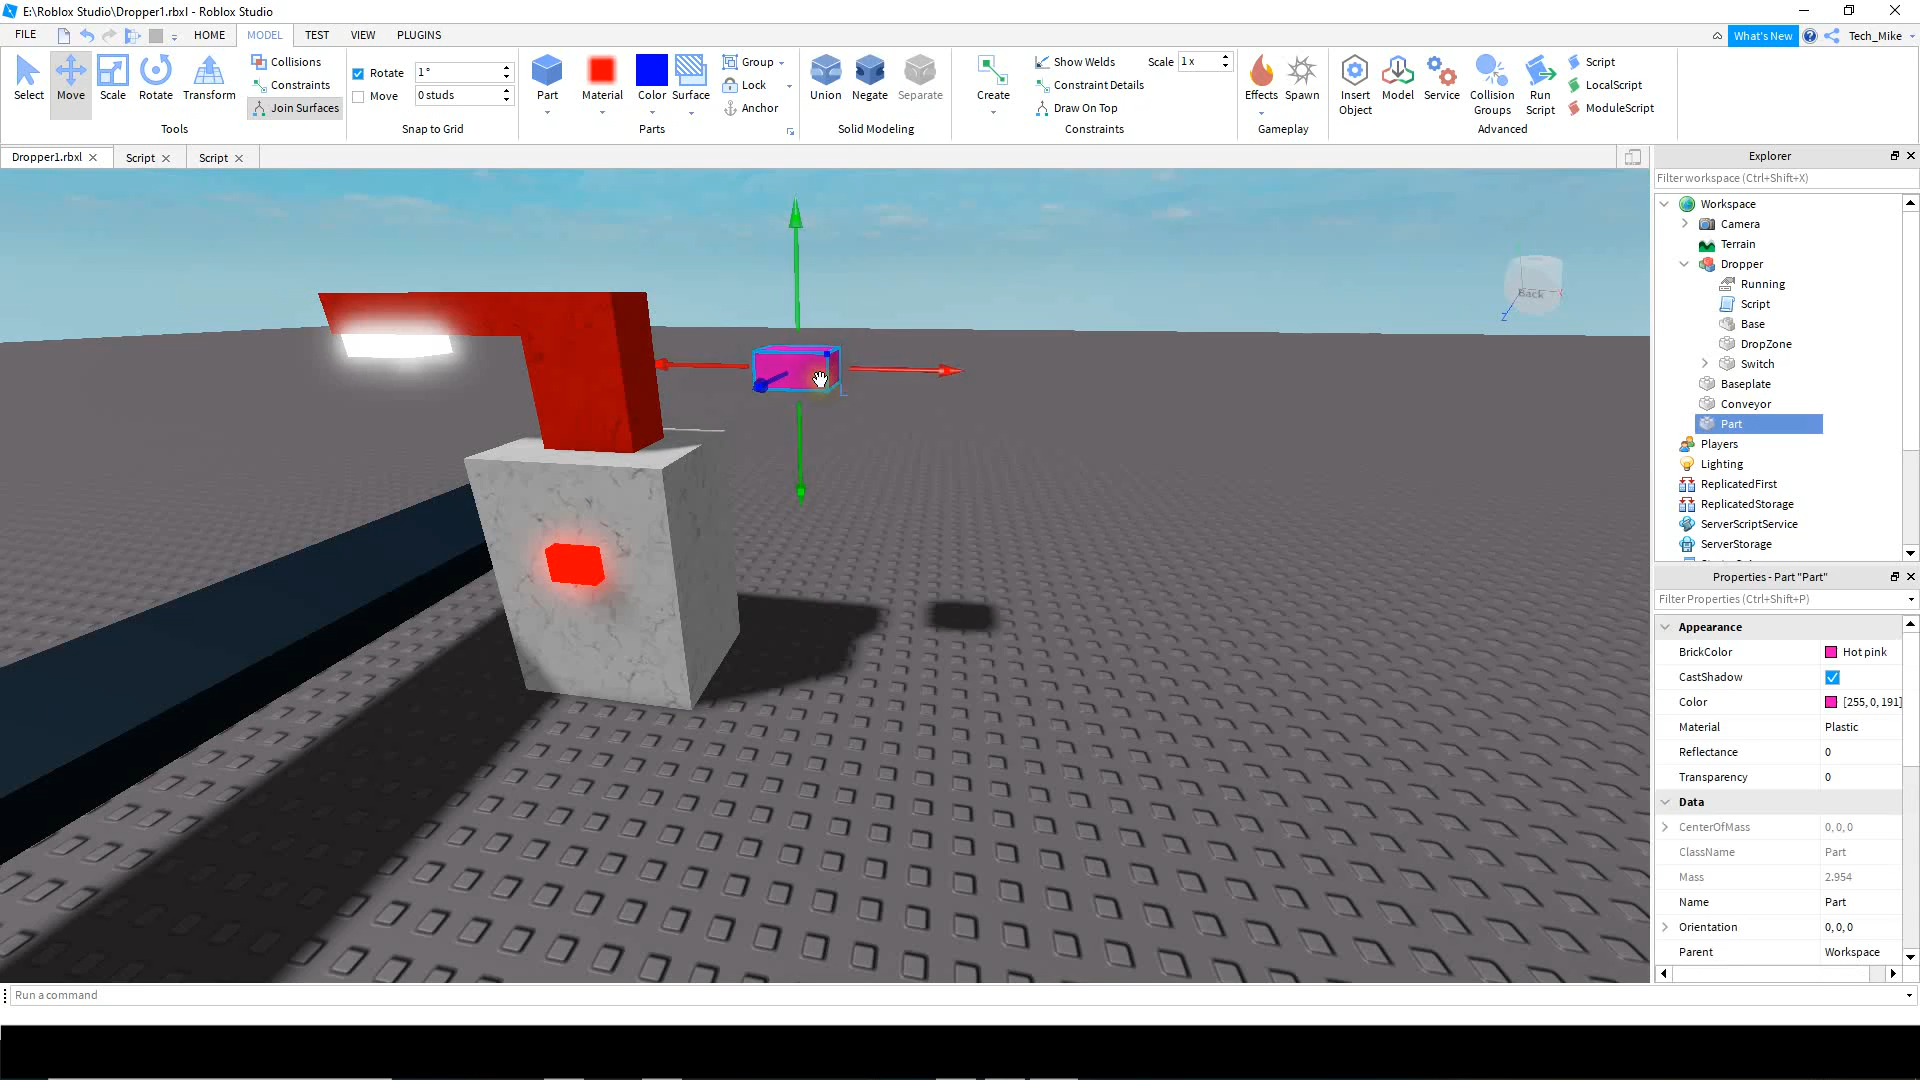 E:\Roblox Studio\Dropper1.rbxl - Roblox Studio
FILE HOME MODEL TEST VIEW PLUGINS What's New Tech_Mike
Select Move Scale Rotate Transform
Collisions
Constraints
Join Surfaces
Tools
Rotate 1°
Move 0 studs
Snap to Grid
Part Material Color Surface
Group
Lock
Anchor
Parts
Union Negate Separate
Solid Modeling
Create
Show Welds Scale 1x
Constraint Details
Draw On Top
Constraints
Effects Spawn
Gameplay
Insert Object Model Service Collision Groups Run Script
Script
LocalScript
ModuleScript
Advanced
Dropper1.rbxl Script Script
Back
Z
Explorer
Filter workspace (Ctrl+Shift+X)
Workspace
Camera
Terrain
Dropper
Running
Script
Base
DropZone
Switch
Baseplate
Conveyor
Part
Players
Lighting
ReplicatedFirst
ReplicatedStorage
ServerScriptService
ServerStorage
Properties - Part "Part"
Filter Properties (Ctrl+Shift+P)
Appearance
BrickColor Hot pink
CastShadow
Color [255, 0, 191]
Material Plastic
Reflectance 0
Transparency 0
Data
CenterOfMass 0, 0, 0
ClassName Part
Mass 2.954
Name Part
Orientation 0, 0, 0
Parent Workspace
Run a command